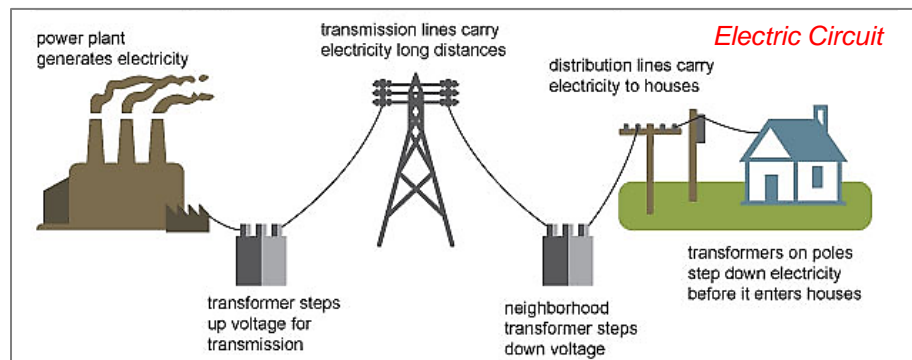 power plant
generates electricity
transmission lines carry
electricity long distances
Electric Circuit
distribution lines carry
electricity to houses
transformer steps
up voltage for
transmission
neighborhood
transformer steps
down voltage
transformers on poles
step down electricity
before it enters houses